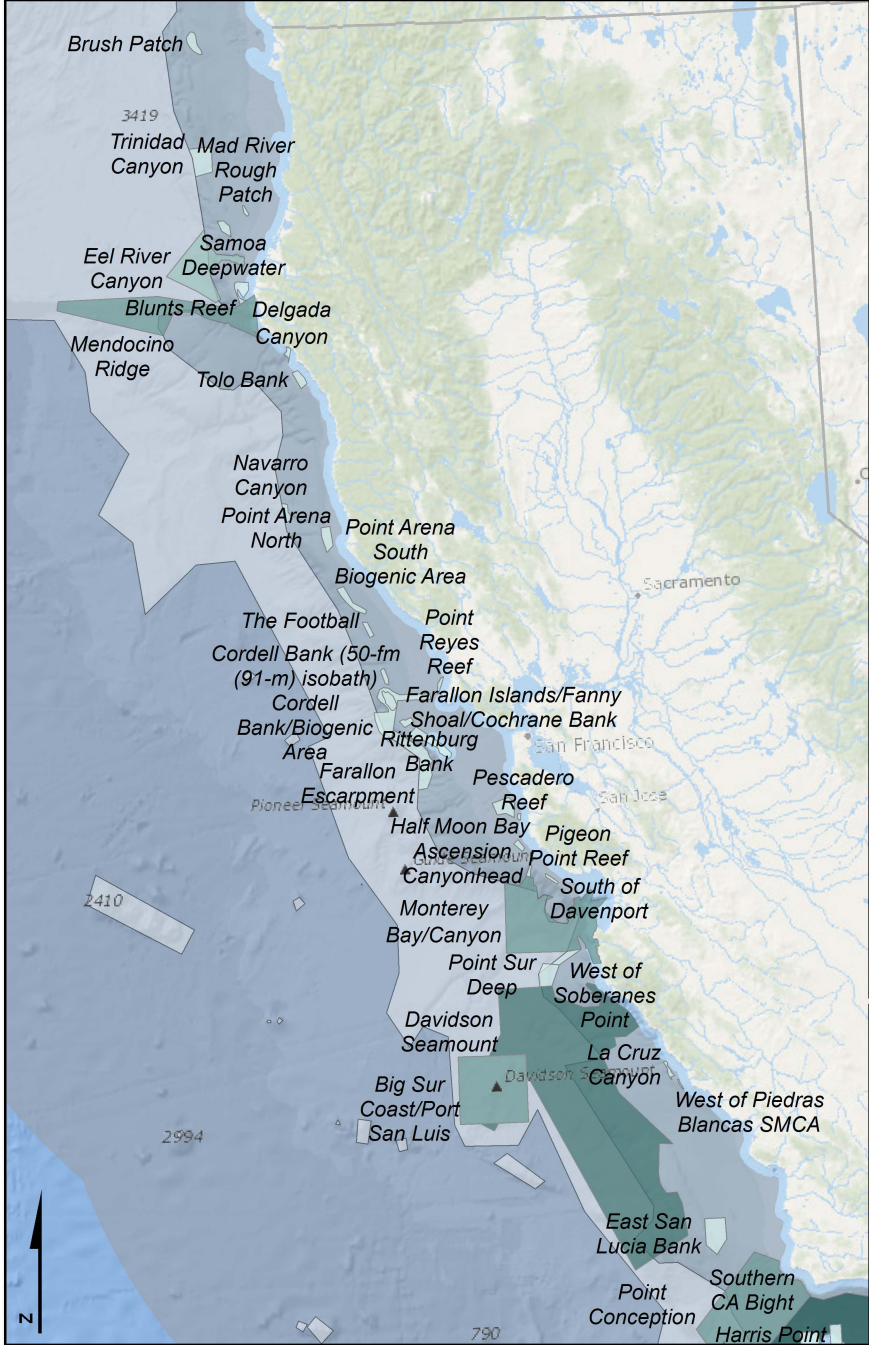 Brush Patch
3419
Trinidad
Canyon
Mad River
Rough
Patch
Samoa
Deepwater
Eel River
Canyon
Blunts Reef
Delgada
Canyon
Mendocino
Ridge
Tolo Bank
Navarro
Canyon
Point Arena
North
Point Arena
South
Biogenic Area
Sacramento
The Football
Point
Reyes
Reef
Cordell Bank (50-fm
(91-m) isobath)
Farallon Islands/Fanny
Shoal/Cochrane Bank
Cordell
Bank/Biogenic
Area
Rittenburg
Bank
San Francisco
Farallon
Escarpment
Pioneer Seamount
Pescadero
Reef
San Jose
Half Moon Bay
Pigeon
Point Reef
Ascension
Canyonhead
Guide Seamount
South of
Davenport
2410
Monterey
Bay/Canyon
Point Sur
Deep
West of
Soberanes
Point
Davidson
Seamount
La Cruz
Canyon
Davidson Seamount
Big Sur
Coast/Port
San Luis
West of Piedras
Blancas SMCA
2994
East San
Lucia Bank
Point
Conception
Southern
CA Bight
Harris Point
790
N